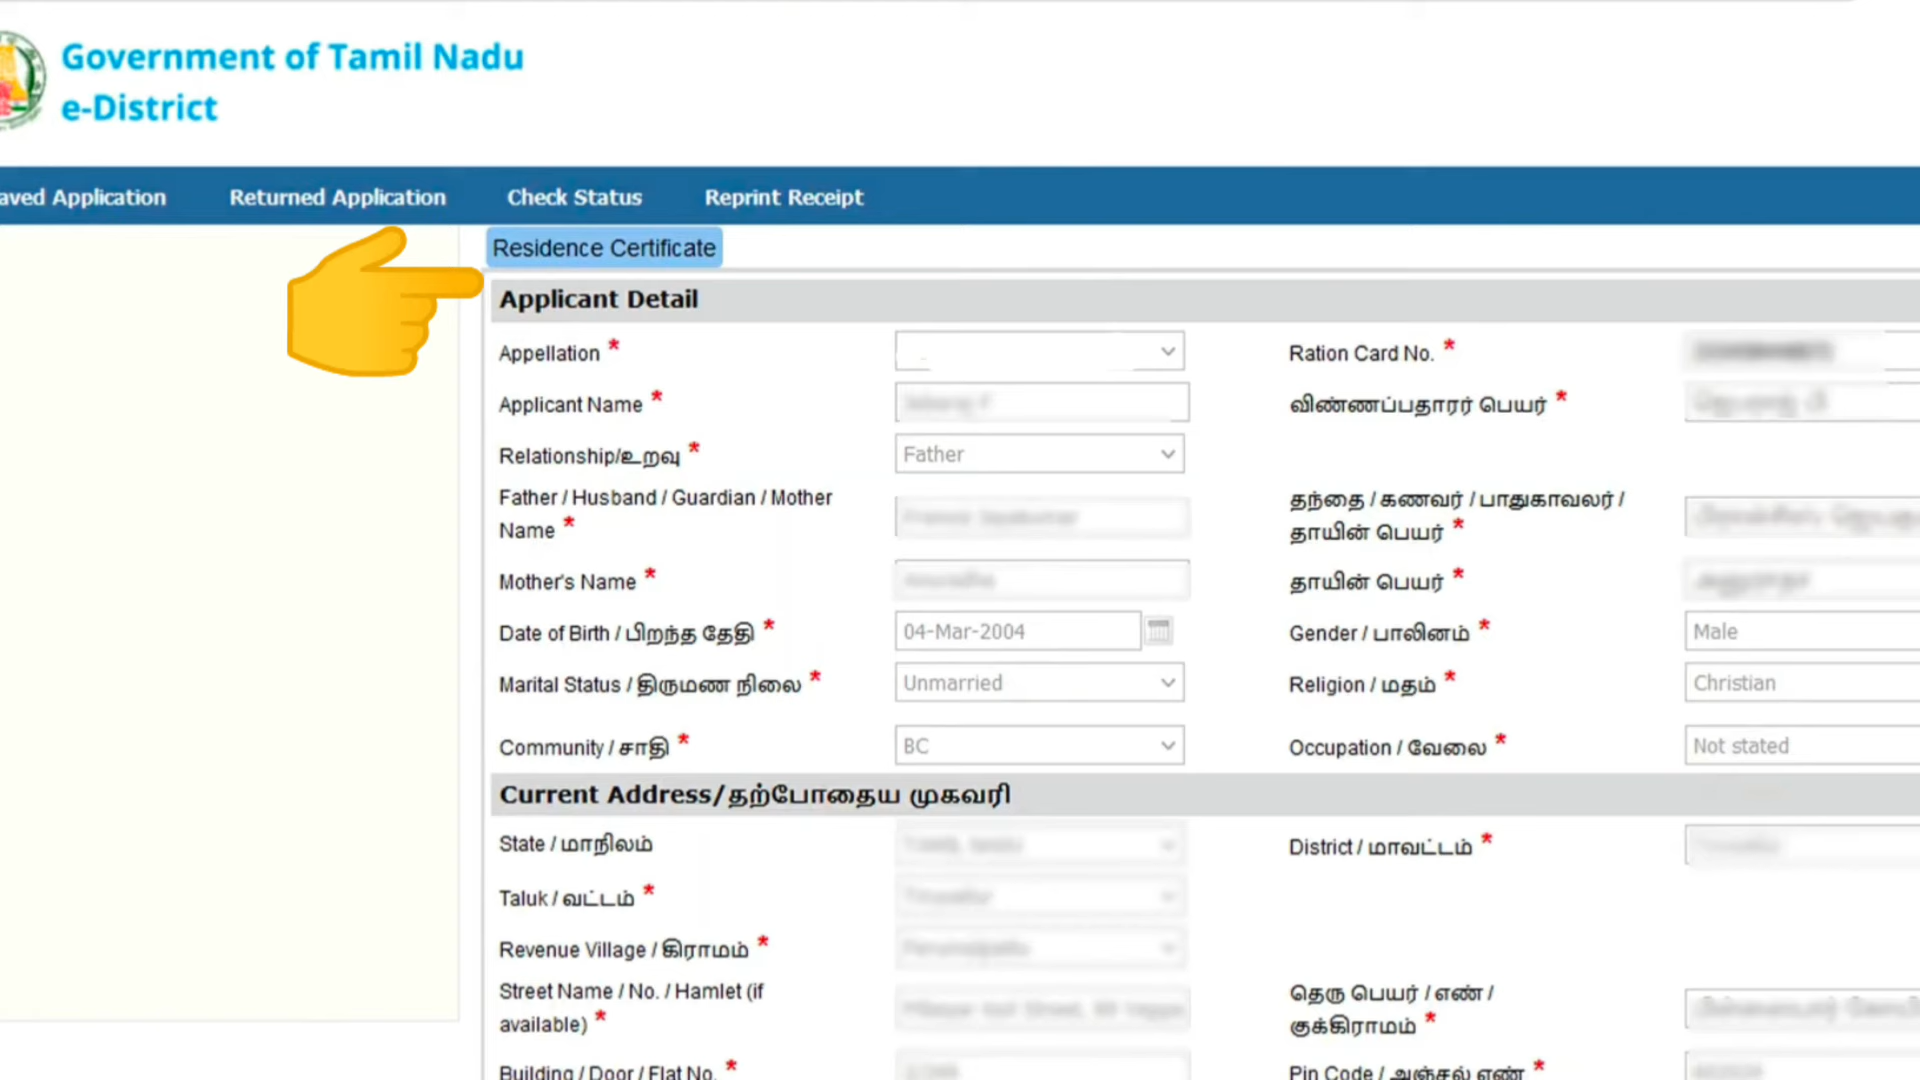 Government of Tamil Nadu
e-District
aved Application Returned Application Check Status Reprint Receipt
Residence Certificate
Applicant Detail
Appellation * Ration Card No. *
Applicant Name * விண்ணப்பதாரர் பெயர் *
Relationship/உறவு * Father
Father / Husband / Guardian / Mother Name * தந்தை / கணவர் / பாதுகாவலர் / தாயின் பெயர் *
Mother's Name * தாயின் பெயர் *
Date of Birth / பிறந்த தேதி * 04-Mar-2004 Gender / பாலினம் * Male
Marital Status / திருமண நிலை * Unmarried Religion / மதம் * Christian
Community / சாதி * BC Occupation / வேலை * Not stated
Current Address/தற்போதைய முகவரி
State / மாநிலம் District / மாவட்டம் *
Taluk / வட்டம் *
Revenue Village / கிராமம் *
Street Name / No. / Hamlet (if available) * தெரு பெயர் / எண் / குக்கிராமம் *
Building / Door / Flat No. * Pin Code / அஞ்சல் எண் *